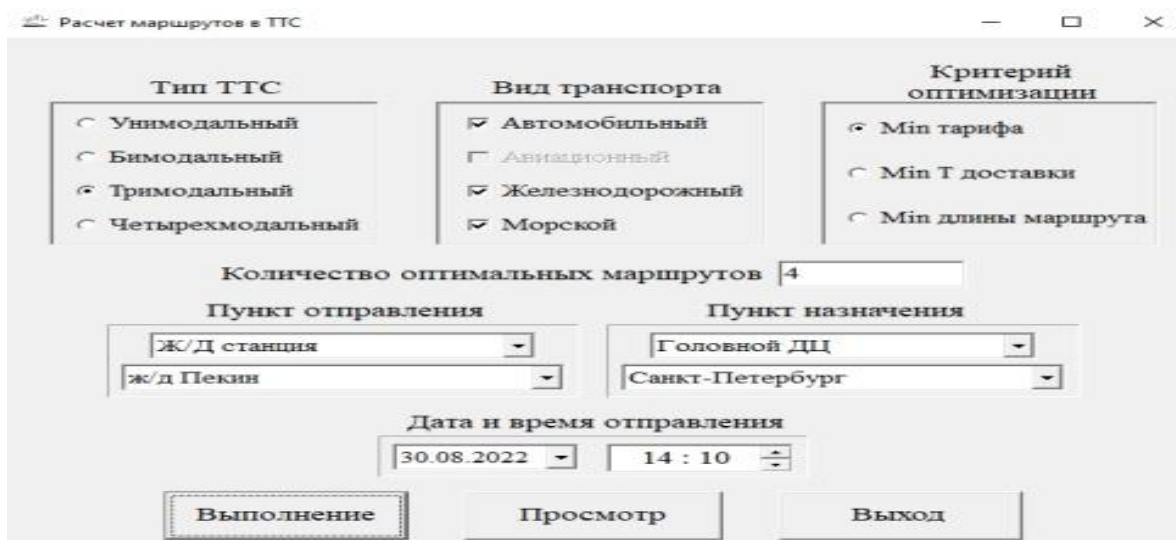 Расчет маршрутов в ТТС
Тип ТТС
Унимодальный
Бимодальный
Тримодальный
Четырехмодальный
Вид транспорта
Автомобильный
Авиационный
Железнодорожный
Морской
Критерий
оптимизации
Min тарифа
Min Т доставки
Min длины маршрута
Количество оптимальных маршрутов 4
Пункт отправления
Ж/Д станция
ж/д Пекин
Пункт назначения
Головной ДЦ
Санкт-Петербург
Дата и время отправления
30.08.2022 14 : 10
Выполнение Просмотр Выход